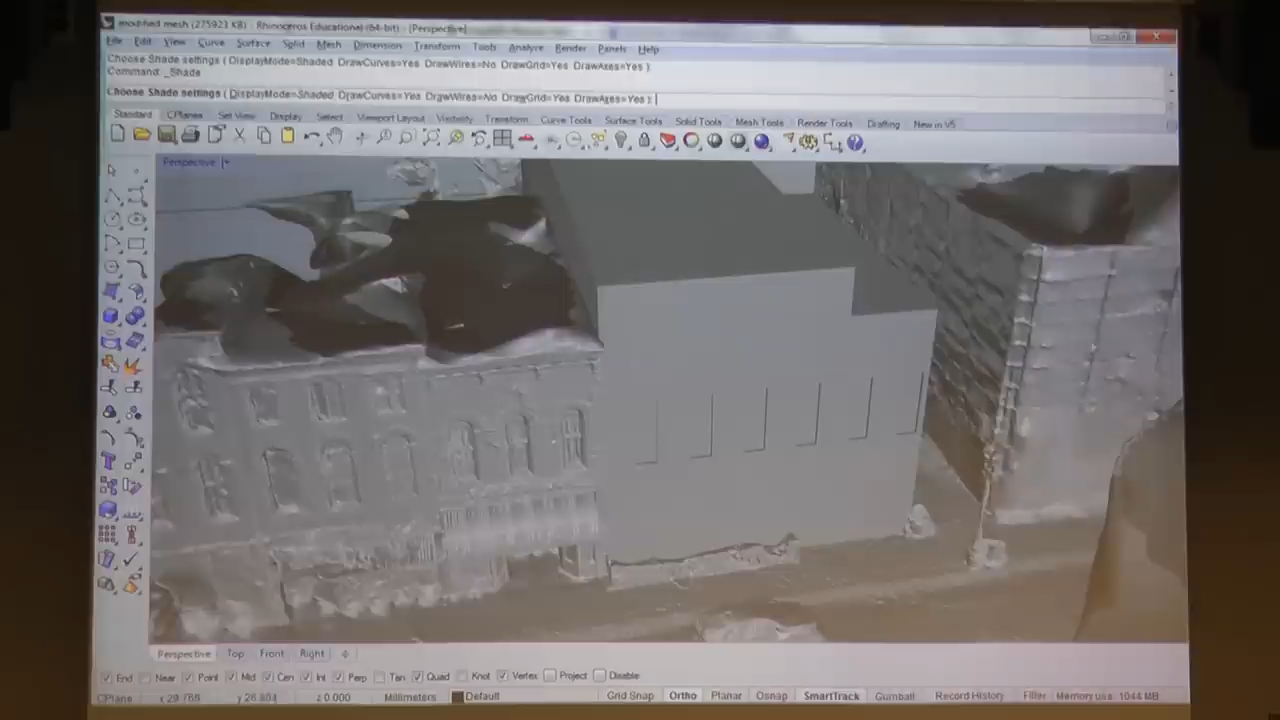 modified mesh (275923 KB) - Rhinoceros Educational (64-bit) - [Perspective]
File Edit View Curve Surface Solid Mesh Dimension Transform Tools Analyze Render Panels Help
Choose Shade settings ( DisplayMode=Shaded DrawCurves=Yes DrawWires=No DrawGrid=Yes DrawAxes=Yes ):
Command: _Shade
Choose Shade settings ( DisplayMode=Shaded DrawCurves=Yes DrawWires=No DrawGrid=Yes DrawAxes=Yes ):
Standard CPlanes Set View Display Select Viewport Layout Visibility Transform Curve Tools Surface Tools Solid Tools Mesh Tools Render Tools Drafting New in V5
Perspective
Perspective Top Front Right
End Near Point Mid Cen Int Perp Tan Quad Knot Vertex Project Disable
CPlane x 29.766 y 26.804 z 0.000 Millimeters Default Grid Snap Ortho Planar Osnap SmartTrack Gumball Record History Filter Memory use: 1044 MB